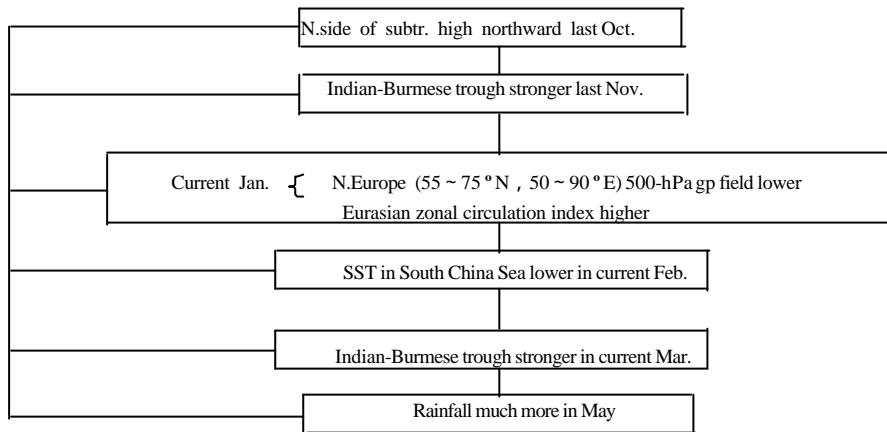 N.side of subtr. high northward last Oct.
Indian-Burmese trough stronger last Nov.
Current Jan. { N.Europe (55 ~ 75°N , 50 ~ 90°E) 500-hPa gp field lower
Eurasian zonal circulation index higher
SST in South China Sea lower in current Feb.
Indian-Burmese trough stronger in current Mar.
Rainfall much more in May